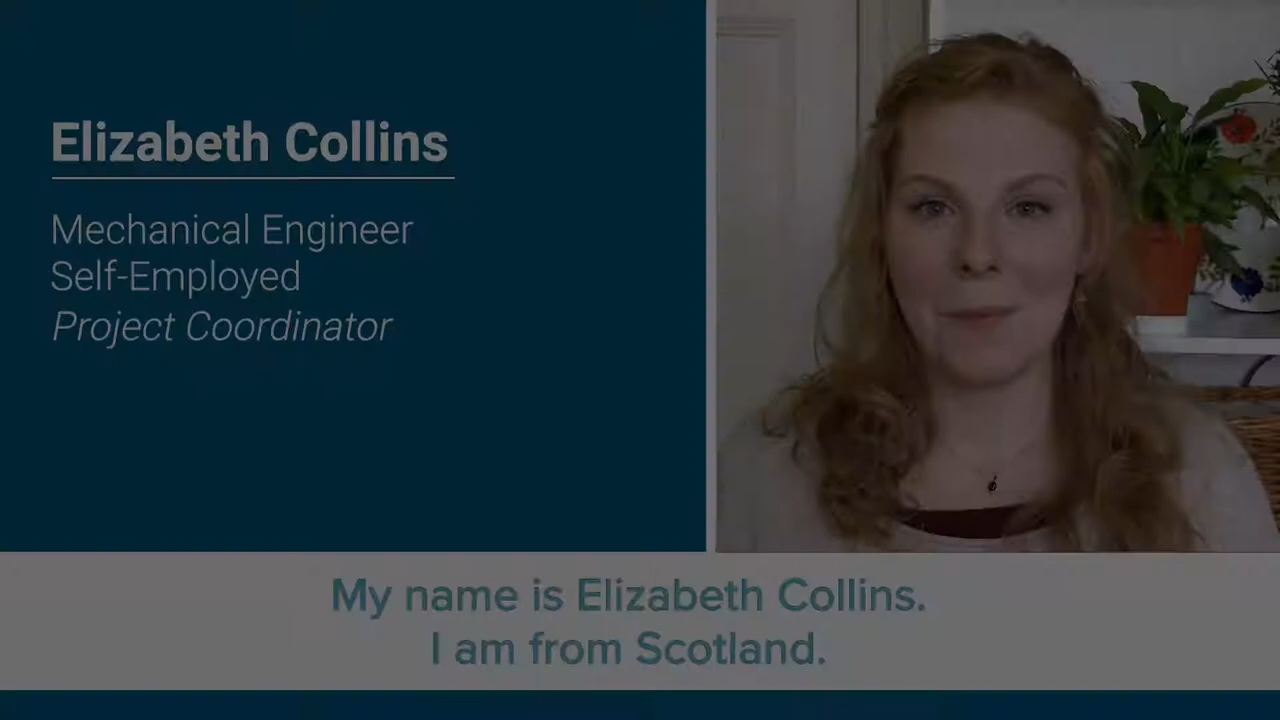 Elizabeth Collins
Mechanical Engineer
Self-Employed
Project Coordinator
My name is Elizabeth Collins.
I am from Scotland.